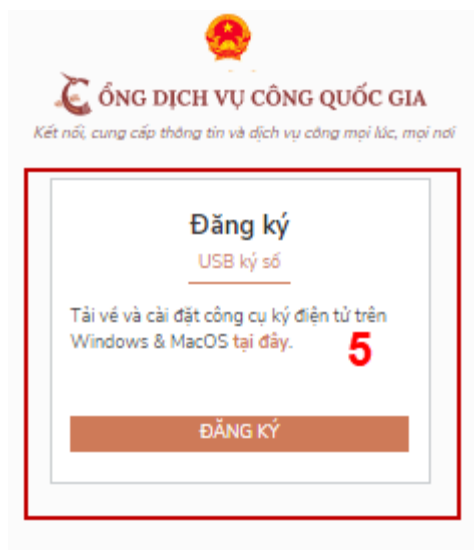 CỔNG DỊCH VỤ CÔNG QUỐC GIA
Kết nối, cung cấp thông tin và dịch vụ công mọi lúc, mọi nơi
Đăng ký
USB ký số
Tải về và cài đặt công cụ ký điện tử trên
Windows & MacOS tại đây.
5
ĐĂNG KÝ